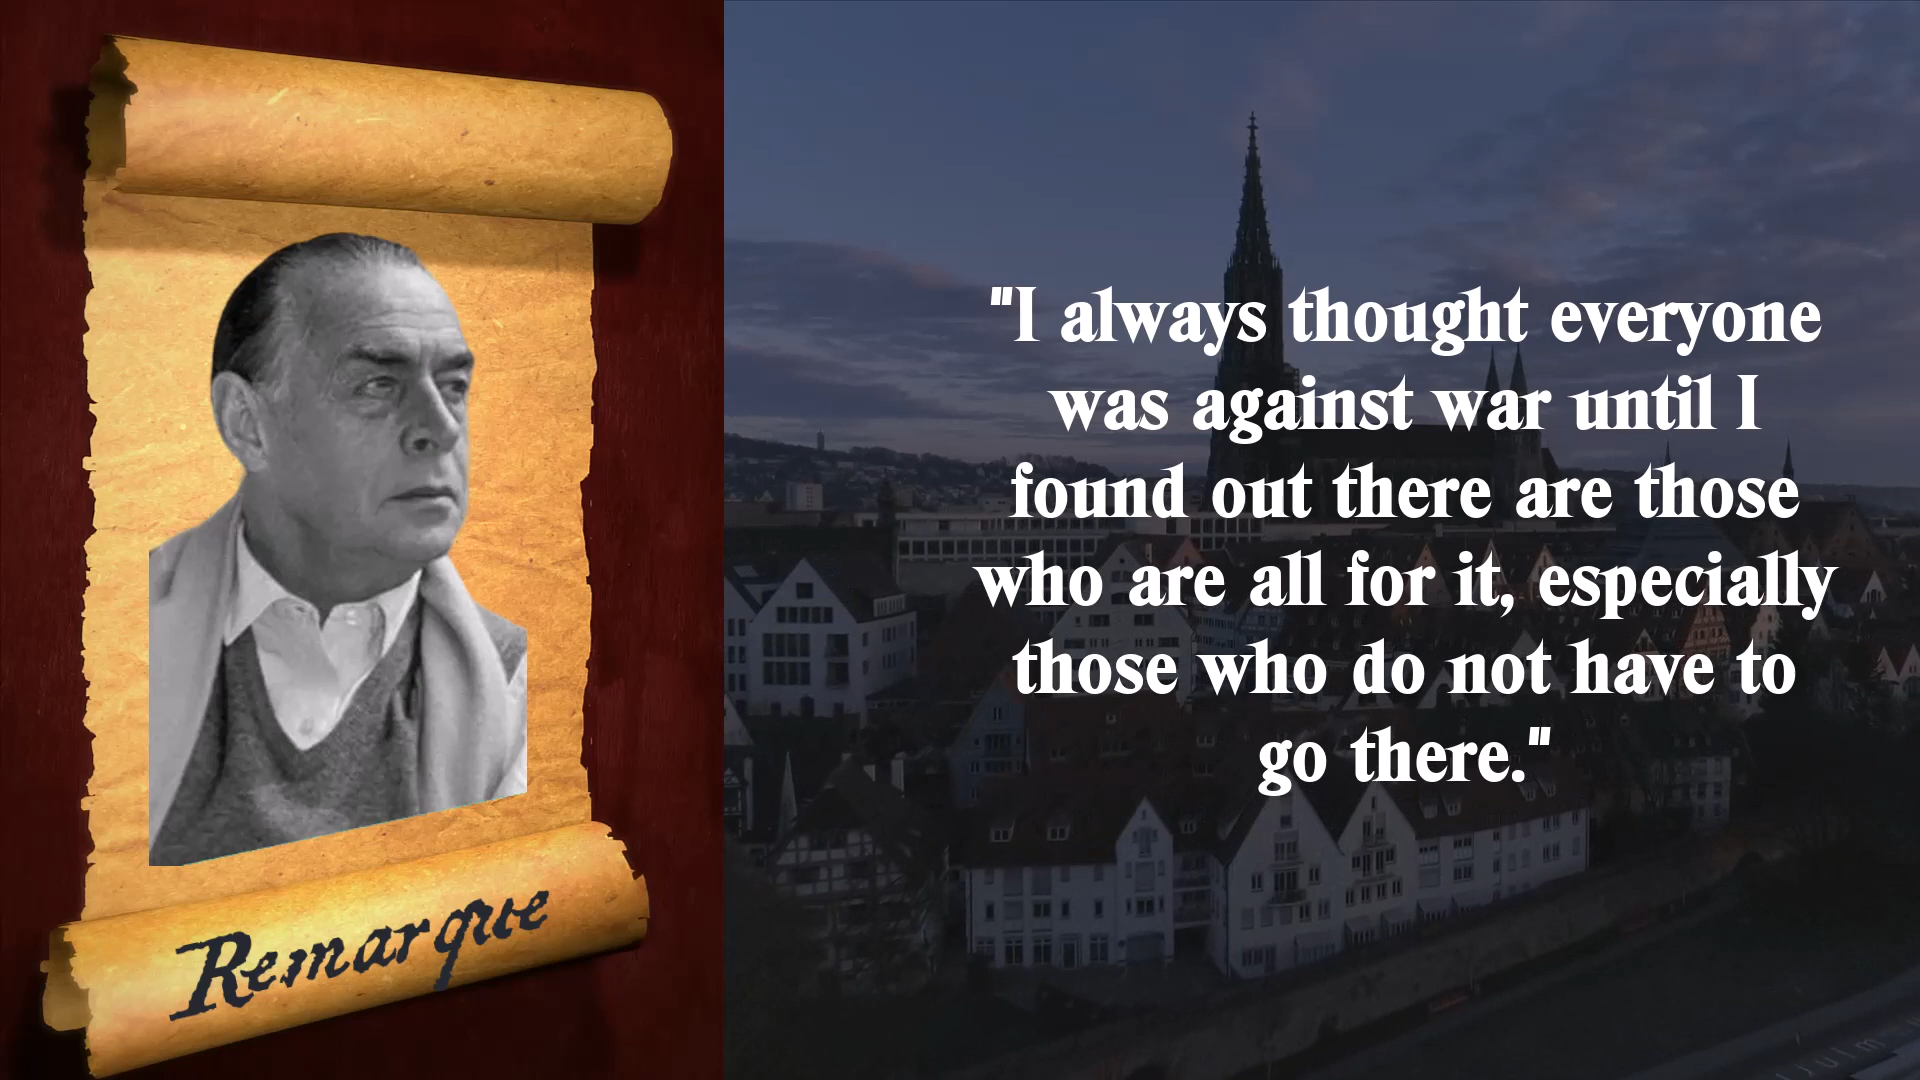 "I always thought everyone
was against war until I
found out there are those
who are all for it, especially
those who do not have to
go there."
Remarque